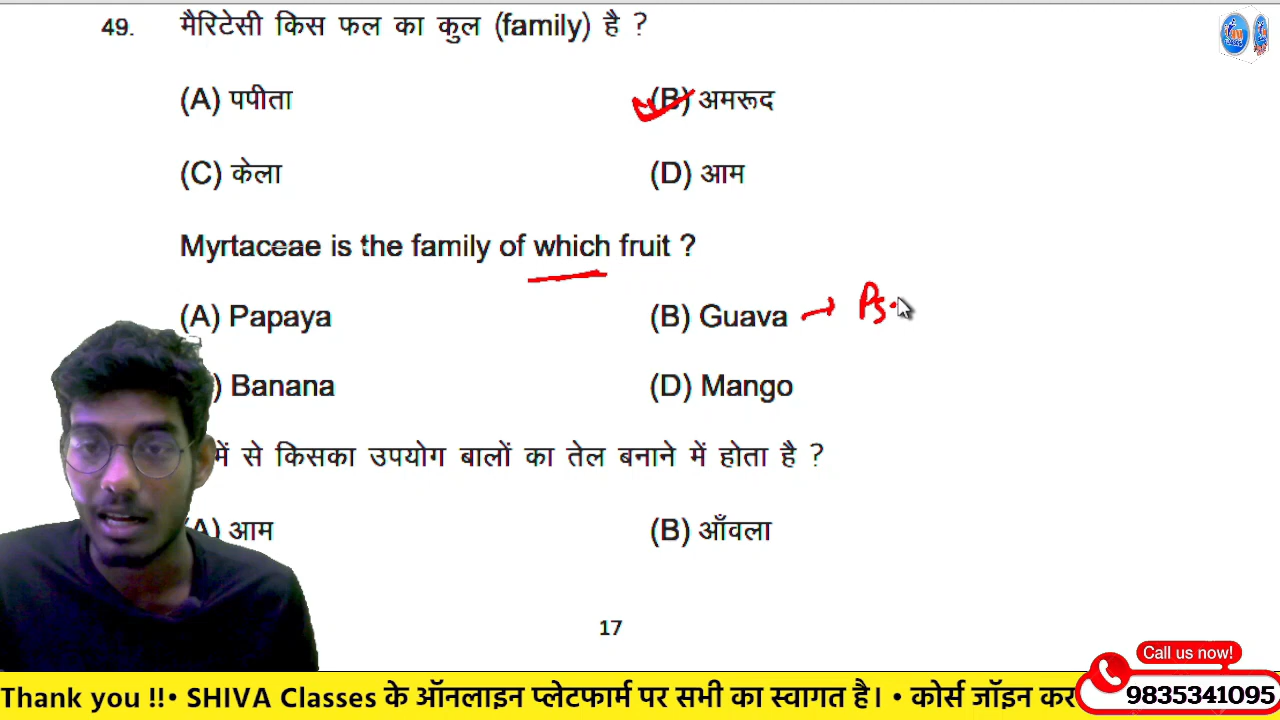 49. मैरिटेसी किस फल का कुल (family) है ?
(A) पपीता (B) अमरूद
(C) केला (D) आम
Myrtaceae is the family of which fruit ?
(A) Papaya (B) Guava → Ps.
) Banana (D) Mango
में से किसका उपयोग बालों का तेल बनाने में होता है ?
(A) आम (B) आँवला
17
Call us now!
Thank you !!• SHIVA Classes के ऑनलाइन प्लेटफार्म पर सभी का स्वागत है। • कोर्स जॉइन कर
9835341095